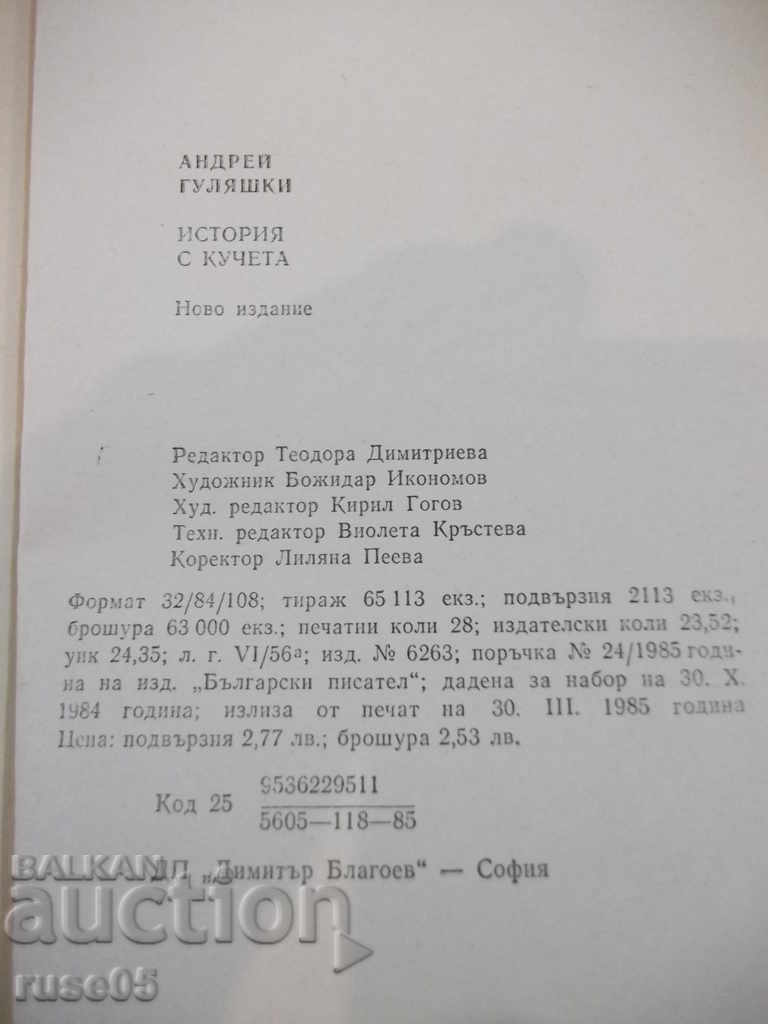 АНДРЕЙ
ГУЛЯШКИ
ИСТОРИЯ
С КУЧЕТА
Ново издание
Редактор Теодора Димитриева
Художник Божидар Икономов
Худ. редактор Кирил Гогов
Техн. редактор Виолета Кръстева
Коректор Лиляна Пеева
Формат 32/84/108; тираж 65 113 екз.; подвързия 2113 екз.,
брошура 63 000 екз.; печатни коли 28; издателски коли 23,52;
уик 24,35; л. г. VI/56а; изд. № 6263; поръчка № 24/1985 годи-
на на изд. „Български писател“; дадена за набор на 30. X.
1984 година; излиза от печат на 30. III. 1985 година
Цена: подвързия 2,77 лв.; брошура 2,53 лв.
Код 25 9536229511
5605—118—85
ДП „Димитър Благоев“ — София
BALKAN
auction
ruse05